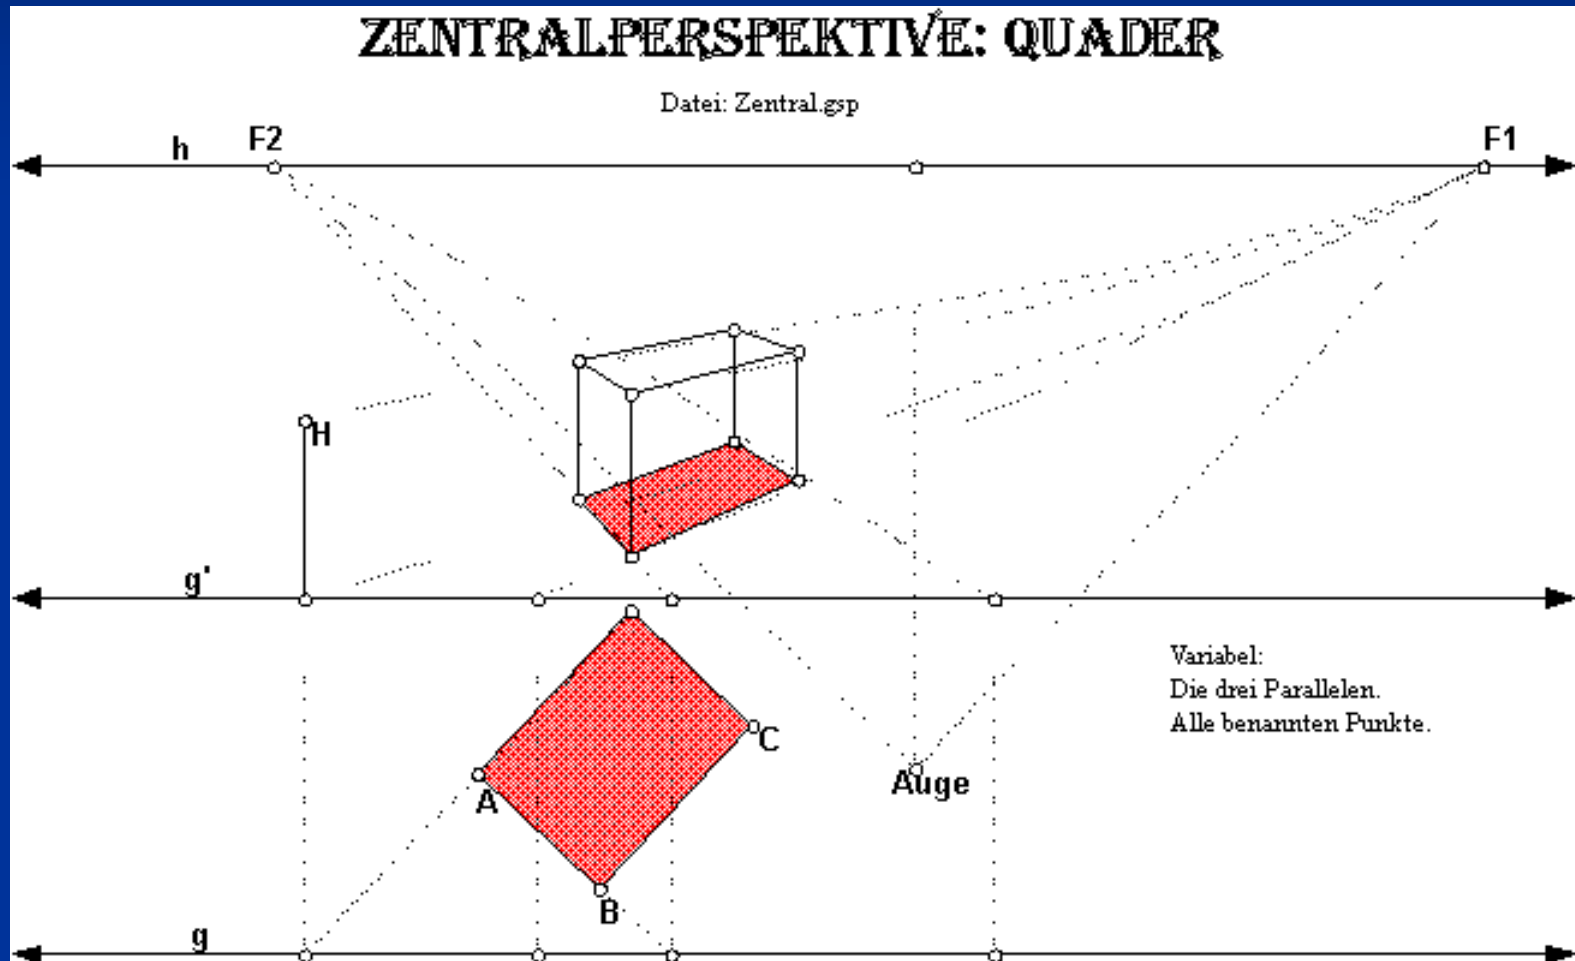 ZENTRALPERSPEKTIVE: QUADER
Datei: Zentral.gsp
h
F2
F1
H
g'
Variabel:
Die drei Parallelen.
Alle benannten Punkte.
C
A
Auge
B
g